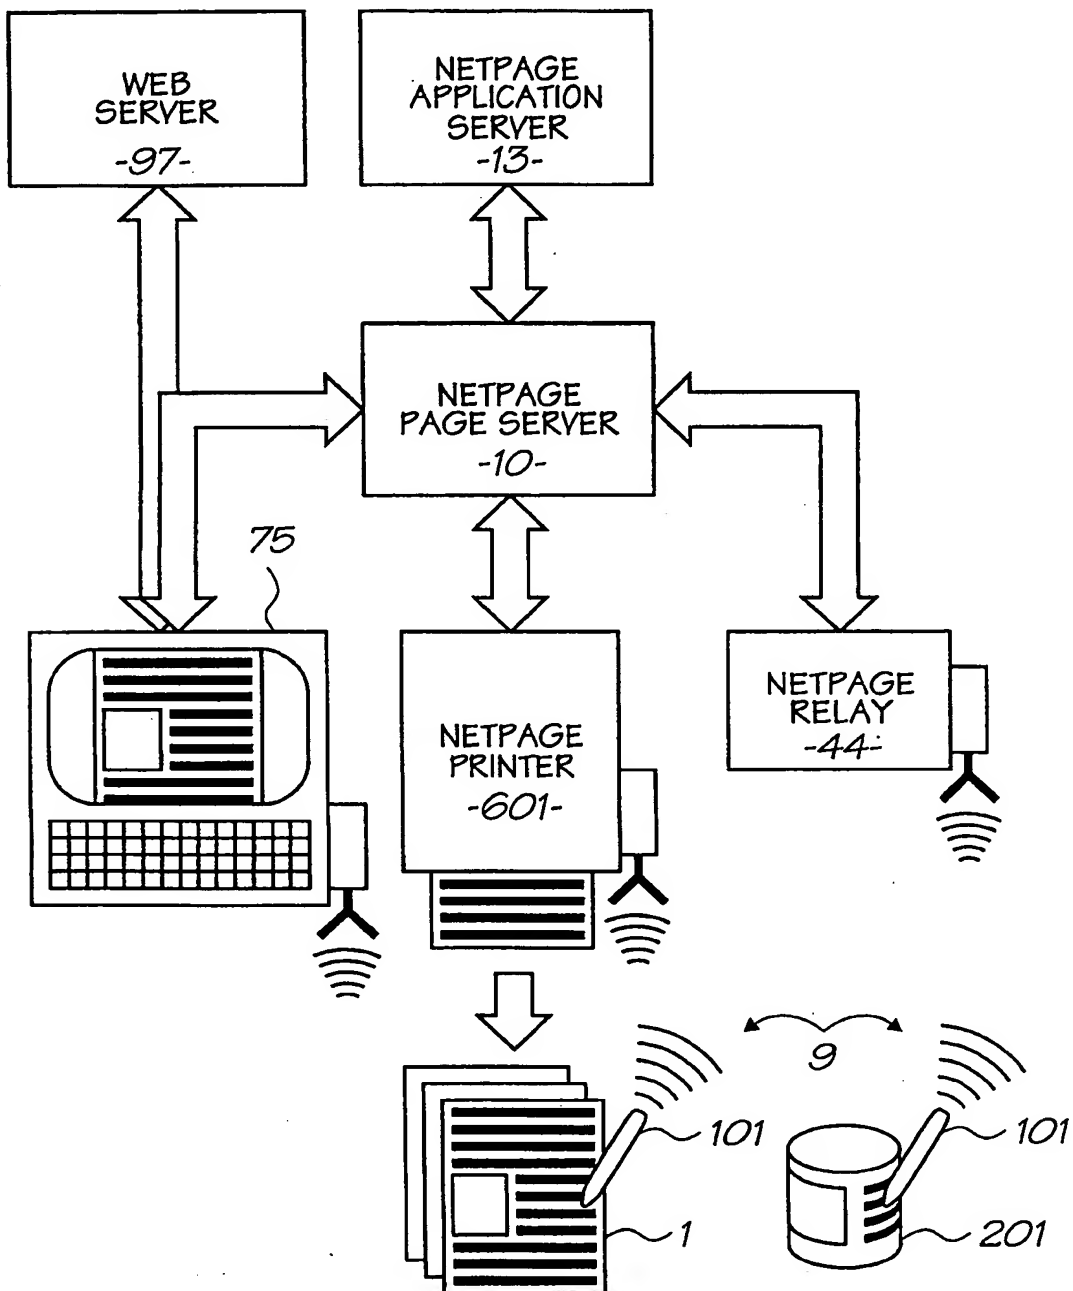 WEB
SERVER
-97-
NETPAGE
APPLICATION
SERVER
-13-
NETPAGE
PAGE SERVER
-10-
75
NETPAGE
PRINTER
-601-
NETPAGE
RELAY
-44-
9
101
101
1
201